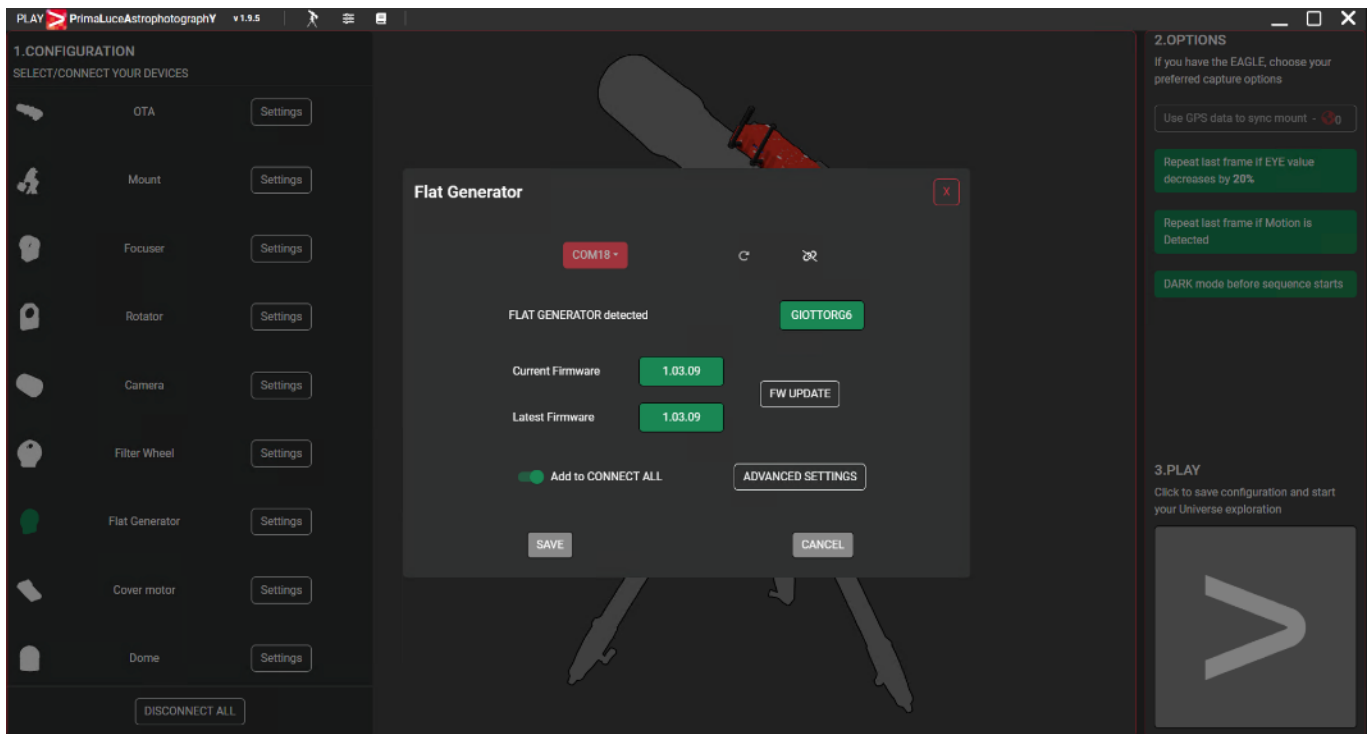 PLAY PrimaLuceAstrophotographY v 1.9.5
1.CONFIGURATION
SELECT/CONNECT YOUR DEVICES
OTA Settings
Mount Settings
Focuser Settings
Rotator Settings
Camera Settings
Filter Wheel Settings
Flat Generator Settings
Cover motor Settings
Dome Settings
DISCONNECT ALL
Flat Generator X
COM18
FLAT GENERATOR detected GIOTTORG6
Current Firmware 1.03.09
FW UPDATE
Latest Firmware 1.03.09
Add to CONNECT ALL ADVANCED SETTINGS
SAVE CANCEL
2.OPTIONS
If you have the EAGLE, choose your
preferred capture options
Use GPS data to sync mount - 0
Repeat last frame if EYE value
decreases by 20%
Repeat last frame if Motion is
Detected
DARK mode before sequence starts
3.PLAY
Click to save configuration and start
your Universe exploration